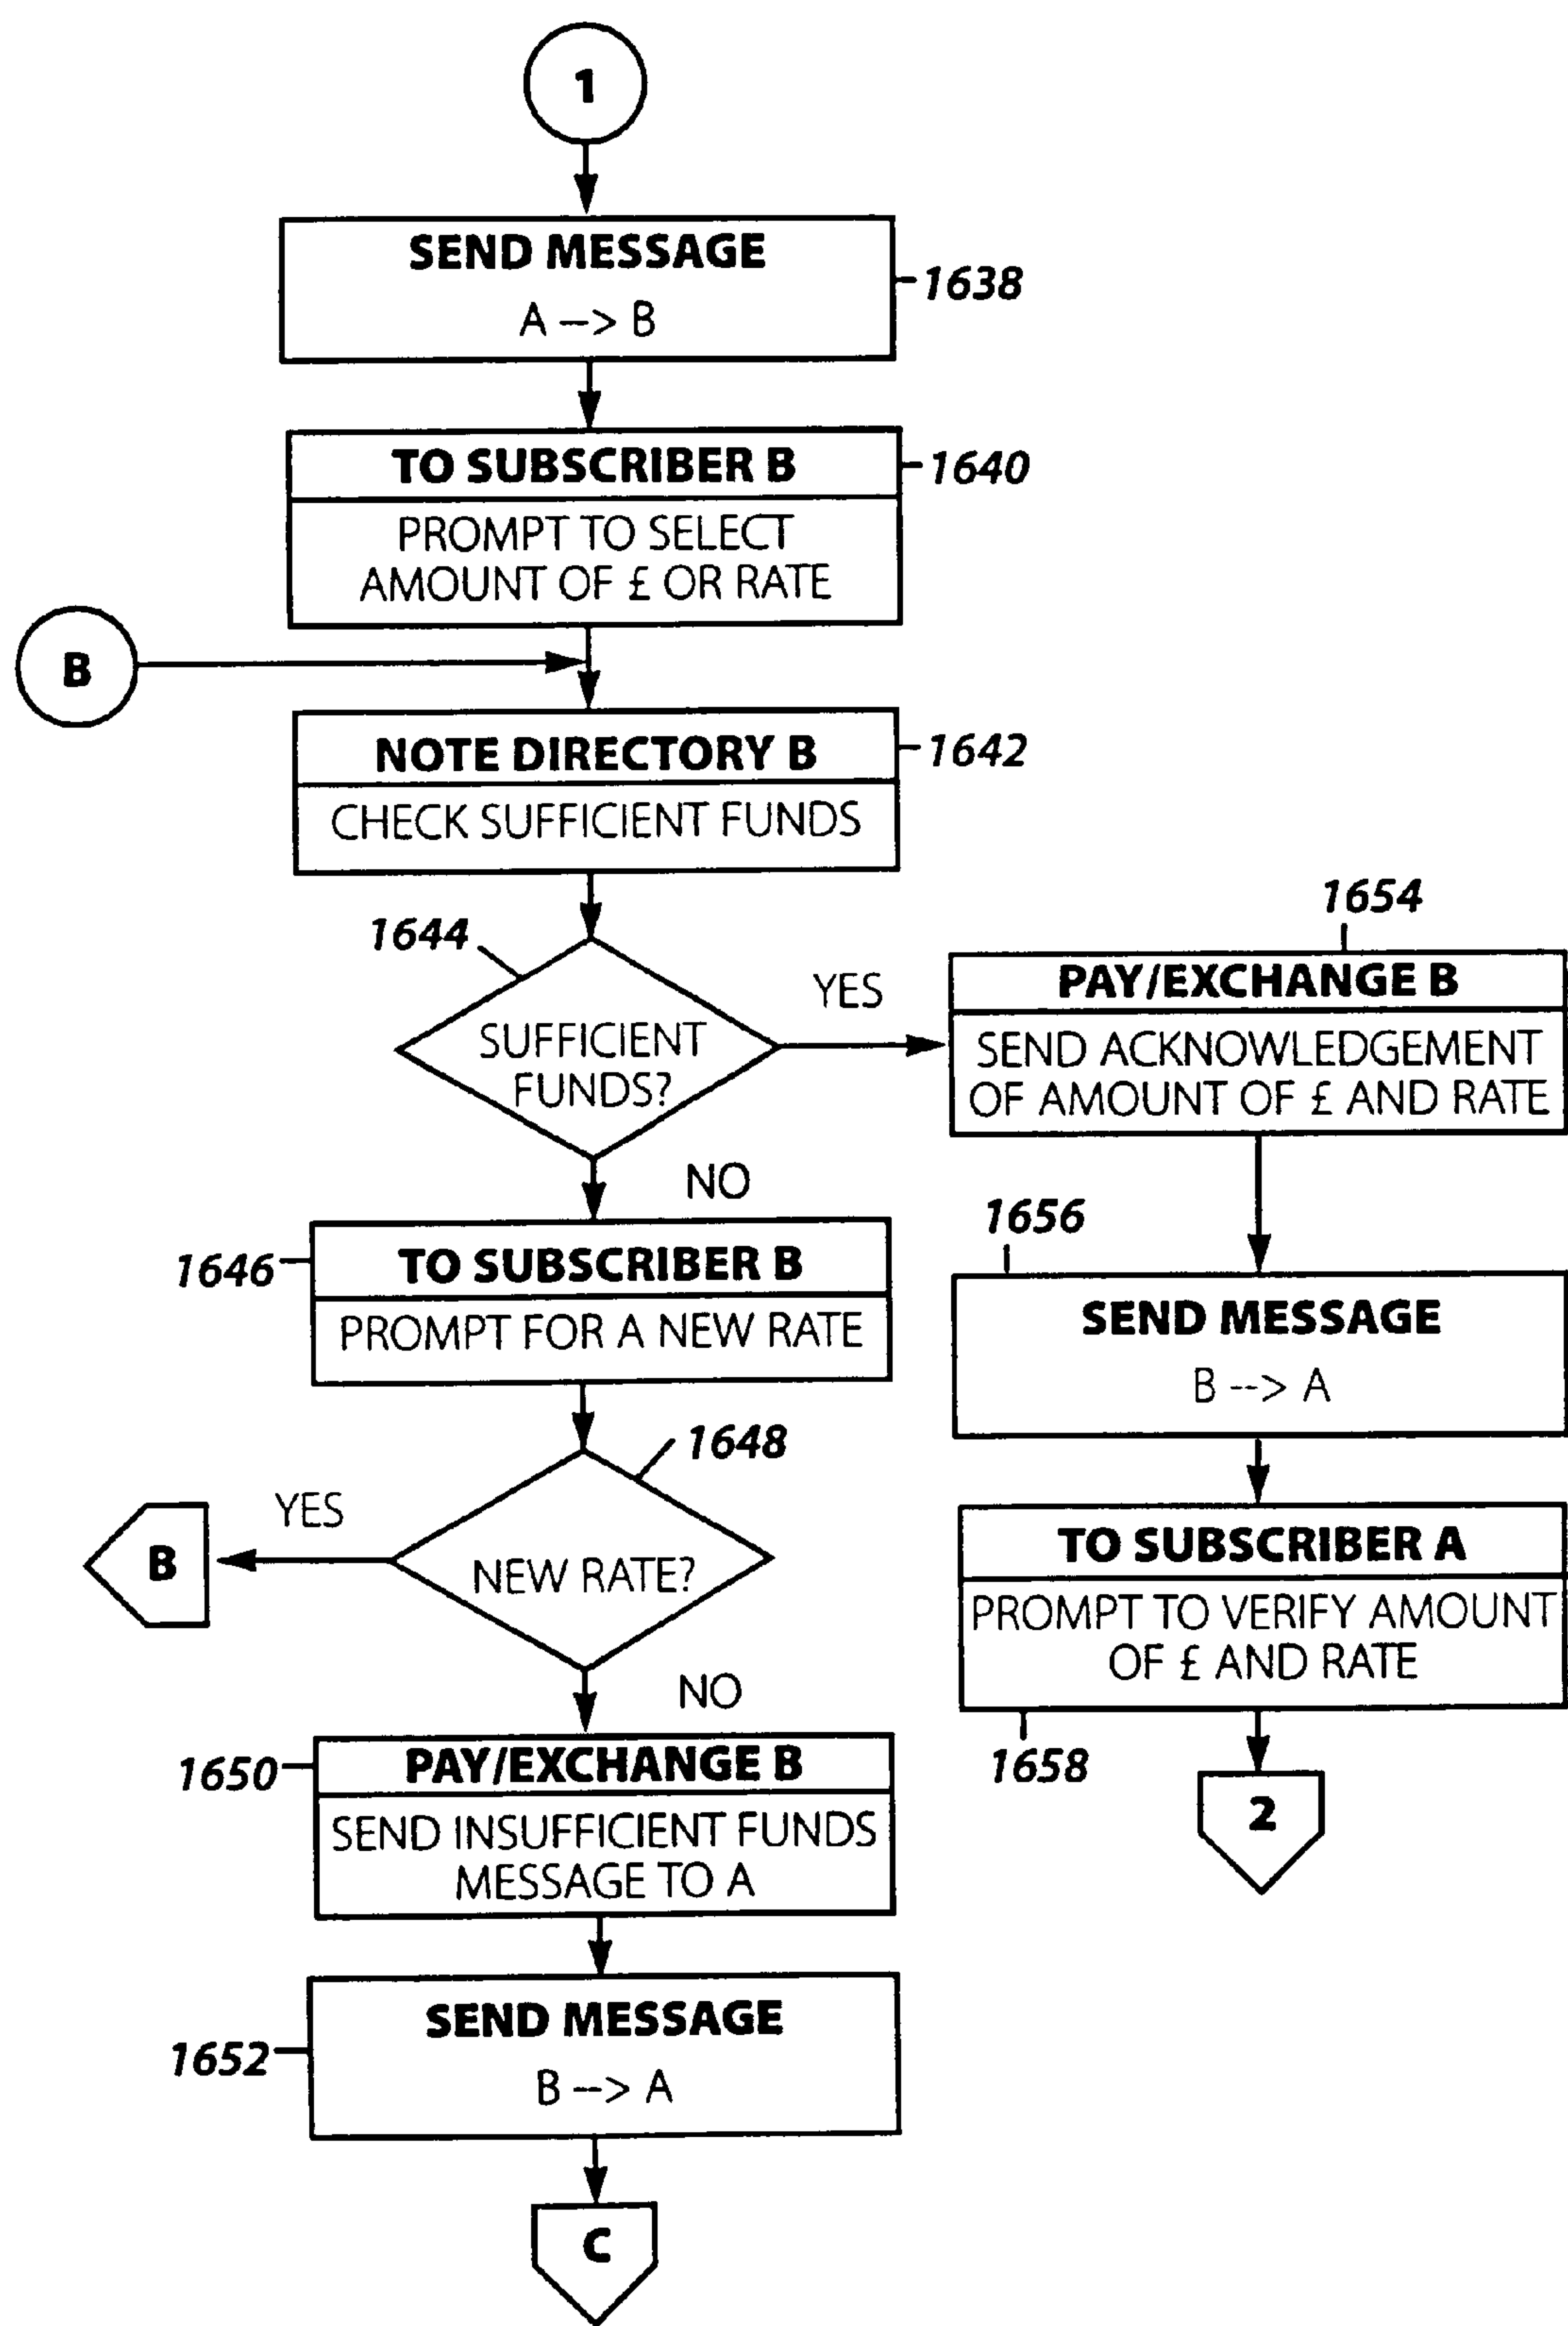 1
SEND MESSAGE
A --> B
1638
TO SUBSCRIBER B
1640
PROMPT TO SELECT
AMOUNT OF £ OR RATE
B
NOTE DIRECTORY B
1642
CHECK SUFFICIENT FUNDS
1644
SUFFICIENT
FUNDS?
YES
NO
1654
PAY/EXCHANGE B
SEND ACKNOWLEDGEMENT
OF AMOUNT OF £ AND RATE
1656
SEND MESSAGE
B --> A
TO SUBSCRIBER A
PROMPT TO VERIFY AMOUNT
OF £ AND RATE
1658
2
1646
TO SUBSCRIBER B
PROMPT FOR A NEW RATE
1648
NEW RATE?
YES
B
NO
1650
PAY/EXCHANGE B
SEND INSUFFICIENT FUNDS
MESSAGE TO A
SEND MESSAGE
1652
B --> A
C